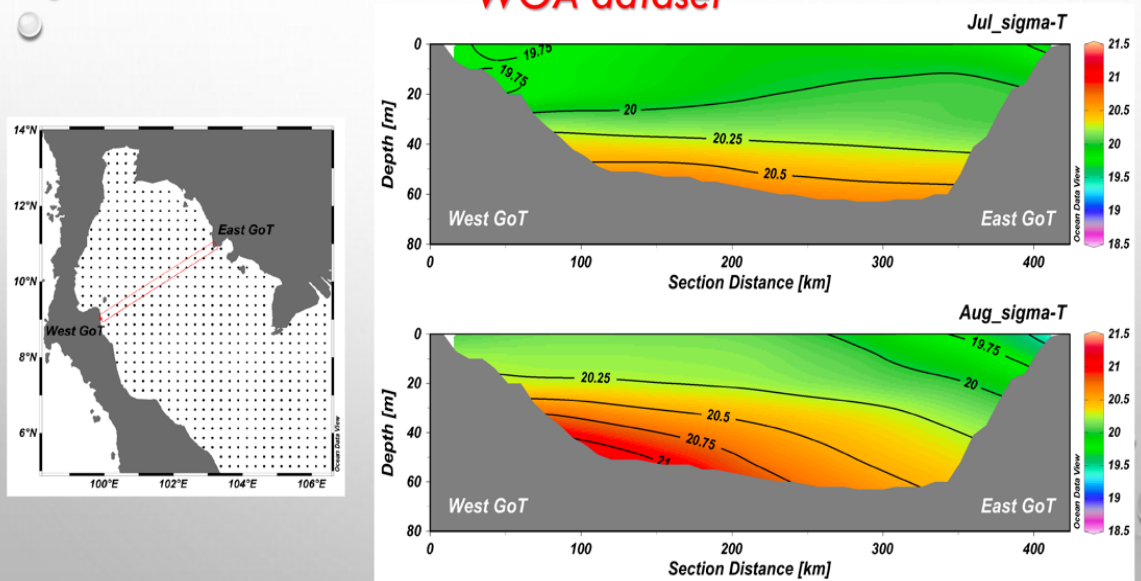 WOA dataset
Jul_sigma-T
19.75
19.75
20
20.25
20.5
West GoT
East GoT
0
20
40
60
80
Depth [m]
0
100
200
300
400
Section Distance [km]
21.5
21
20.5
20
19.5
19
18.5
Ocean Data View
14°N
12°N
10°N
8°N
6°N
East GoT
West GoT
100°E
102°E
104°E
106°E
Ocean Data View
Aug_sigma-T
19.75
20
20.25
20.5
20.75
21
West GoT
East GoT
0
20
40
60
80
Depth [m]
0
100
200
300
400
Section Distance [km]
21.5
21
20.5
20
19.5
19
18.5
Ocean Data View